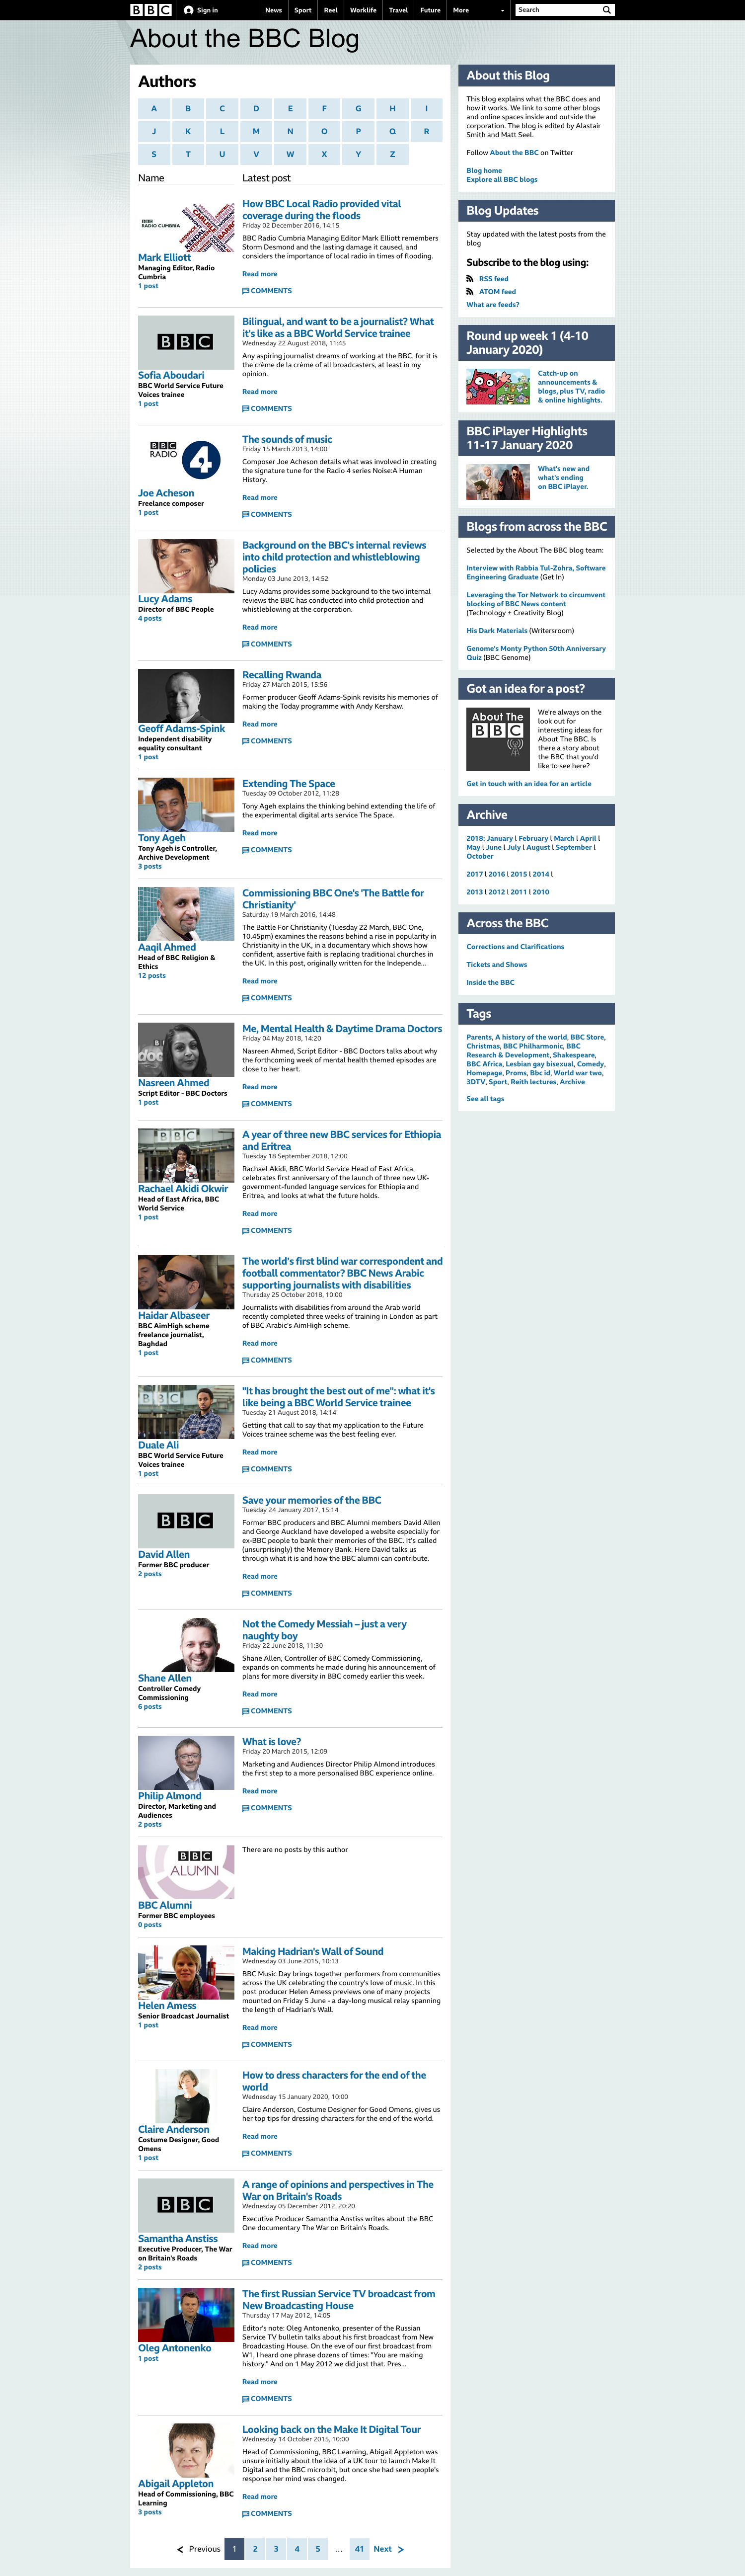 BBC
Sign in
News
Sport
Reel
Worklife
Travel
Future
More
Search
About the BBC Blog
Authors
A B C D E F G H I
J K L M N O P Q R
S T U V W X Y Z
Name
Latest post
BBC
RADIO CUMBRIA
Mark Elliott
Managing Editor, Radio
Cumbria
1 post
How BBC Local Radio provided vital
coverage during the floods
Friday 02 December 2016, 14:15
BBC Radio Cumbria Managing Editor Mark Elliott remembers
Storm Desmond and the lasting damage it caused, and
considers the importance of local radio in times of flooding.
Read more
COMMENTS
BBC
Sofia Aboudari
BBC World Service Future
Voices trainee
1 post
Bilingual, and want to be a journalist? What
it's like as a BBC World Service trainee
Wednesday 22 August 2018, 11:45
Any aspiring journalist dreams of working at the BBC, for it is
the crème de la crème of all broadcasters, at least in my
opinion.
Read more
COMMENTS
BBC
RADIO
4
Joe Acheson
Freelance composer
1 post
The sounds of music
Friday 15 March 2013, 14:00
Composer Joe Acheson details what was involved in creating
the signature tune for the Radio 4 series Noise:A Human
History.
Read more
COMMENTS
Lucy Adams
Director of BBC People
4 posts
Background on the BBC's internal reviews
into child protection and whistleblowing
policies
Monday 03 June 2013, 14:52
Lucy Adams provides some background to the two internal
reviews the BBC has conducted into child protection and
whistleblowing at the corporation.
Read more
COMMENTS
Geoff Adams-Spink
Independent disability
equality consultant
1 post
Recalling Rwanda
Friday 27 March 2015, 15:56
Former producer Geoff Adams-Spink revisits his memories of
making the Today programme with Andy Kershaw.
Read more
COMMENTS
Tony Ageh
Tony Ageh is Controller,
Archive Development
3 posts
Extending The Space
Tuesday 09 October 2012, 11:28
Tony Ageh explains the thinking behind extending the life of
the experimental digital arts service The Space.
Read more
COMMENTS
Aaqil Ahmed
Head of BBC Religion &
Ethics
12 posts
Commissioning BBC One's 'The Battle for
Christianity'
Saturday 19 March 2016, 14:48
The Battle For Christianity (Tuesday 22 March, BBC One,
10.45pm) examines the reasons behind a rise in popularity in
Christianity in the UK, in a documentary which shows how
confident, assertive faith is replacing traditional churches in
the UK. In this post, originally written for the Independe...
Read more
COMMENTS
doc
Nasreen Ahmed
Script Editor - BBC Doctors
1 post
Me, Mental Health & Daytime Drama Doctors
Friday 04 May 2018, 14:20
Nasreen Ahmed, Script Editor - BBC Doctors talks about why
the forthcoming week of mental health themed episodes are
close to her heart.
Read more
COMMENTS
BBC
Rachael Akidi Okwir
Head of East Africa, BBC
World Service
1 post
A year of three new BBC services for Ethiopia
and Eritrea
Tuesday 18 September 2018, 12:00
Rachael Akidi, BBC World Service Head of East Africa,
celebrates first anniversary of the launch of three new UK-
government-funded language services for Ethiopia and
Eritrea, and looks at what the future holds.
Read more
COMMENTS
Haidar Albaseer
BBC AimHigh scheme
freelance journalist,
Baghdad
1 post
The world's first blind war correspondent and
football commentator? BBC News Arabic
supporting journalists with disabilities
Thursday 25 October 2018, 10:00
Journalists with disabilities from around the Arab world
recently completed three weeks of training in London as part
of BBC Arabic's AimHigh scheme.
Read more
COMMENTS
BBC
Duale Ali
BBC World Service Future
Voices trainee
1 post
"It has brought the best out of me": what it's
like being a BBC World Service trainee
Tuesday 21 August 2018, 14:14
Getting that call to say that my application to the Future
Voices trainee scheme was the best feeling ever.
Read more
COMMENTS
BBC
David Allen
Former BBC producer
2 posts
Save your memories of the BBC
Tuesday 24 January 2017, 15:14
Former BBC producers and BBC Alumni members David Allen
and George Auckland have developed a website especially for
ex-BBC people to bank their memories of the BBC. It's called
(unsurprisingly) the Memory Bank. Here David talks us
through what it is and how the BBC alumni can contribute.
Read more
COMMENTS
Shane Allen
Controller Comedy
Commissioning
6 posts
Not the Comedy Messiah – just a very
naughty boy
Friday 22 June 2018, 11:30
Shane Allen, Controller of BBC Comedy Commissioning,
expands on comments he made during his announcement of
plans for more diversity in BBC comedy earlier this week.
Read more
COMMENTS
Philip Almond
Director, Marketing and
Audiences
2 posts
What is love?
Friday 20 March 2015, 12:09
Marketing and Audiences Director Philip Almond introduces
the first step to a more personalised BBC experience online.
Read more
COMMENTS
BBC
ALUMNI
BBC Alumni
Former BBC employees
0 posts
There are no posts by this author
Helen Amess
Senior Broadcast Journalist
1 post
Making Hadrian's Wall of Sound
Wednesday 03 June 2015, 10:13
BBC Music Day brings together performers from communities
across the UK celebrating the country's love of music. In this
post producer Helen Amess previews one of many projects
mounted on Friday 5 June - a day-long musical relay spanning
the length of Hadrian's Wall.
Read more
COMMENTS
Claire Anderson
Costume Designer, Good
Omens
1 post
How to dress characters for the end of the
world
Wednesday 15 January 2020, 10:00
Claire Anderson, Costume Designer for Good Omens, gives us
her top tips for dressing characters for the end of the world.
Read more
COMMENTS
BBC
Samantha Anstiss
Executive Producer, The War
on Britain's Roads
2 posts
A range of opinions and perspectives in The
War on Britain's Roads
Wednesday 05 December 2012, 20:20
Executive Producer Samantha Anstiss writes about the BBC
One documentary The War on Britain's Roads.
Read more
COMMENTS
Oleg Antonenko
1 post
The first Russian Service TV broadcast from
New Broadcasting House
Thursday 17 May 2012, 14:05
Editor's note: Oleg Antonenko, presenter of the Russian
Service TV bulletin talks about his first broadcast from New
Broadcasting House. On the eve of our first broadcast from
W1, I heard one phrase dozens of times: "You are making
history." And on 1 May 2012 we did just that. Pres...
Read more
COMMENTS
Abigail Appleton
Head of Commissioning, BBC
Learning
3 posts
Looking back on the Make It Digital Tour
Wednesday 14 October 2015, 10:00
Head of Commissioning, BBC Learning, Abigail Appleton was
unsure initially about the idea of a UK tour to launch Make It
Digital and the BBC micro:bit, but once she had seen people's
response her mind was changed.
Read more
COMMENTS
Previous 1 2 3 4 5 ... 41 Next
About this Blog
This blog explains what the BBC does and
how it works. We link to some other blogs
and online spaces inside and outside the
corporation. The blog is edited by Alastair
Smith and Matt Seel.
Follow About the BBC on Twitter
Blog home
Explore all BBC blogs
Blog Updates
Stay updated with the latest posts from the
blog
Subscribe to the blog using:
RSS feed
ATOM feed
What are feeds?
Round up week 1 (4-10
January 2020)
Catch-up on
announcements &
blogs, plus TV, radio
& online highlights.
BBC iPlayer Highlights
11-17 January 2020
What's new and
what's ending
on BBC iPlayer.
Blogs from across the BBC
Selected by the About The BBC blog team:
Interview with Rabbia Tul-Zohra, Software
Engineering Graduate (Get In)
Leveraging the Tor Network to circumvent
blocking of BBC News content
(Technology + Creativity Blog)
His Dark Materials (Writersroom)
Genome's Monty Python 50th Anniversary
Quiz (BBC Genome)
Got an idea for a post?
About The
BBC
We're always on the
look out for
interesting ideas for
About The BBC. Is
there a story about
the BBC that you'd
like to see here?
Get in touch with an idea for an article
Archive
2018: January l February l March l April l
May l June l July l August l September l
October
2017 l 2016 l 2015 l 2014 l
2013 l 2012 l 2011 l 2010
Across the BBC
Corrections and Clarifications
Tickets and Shows
Inside the BBC
Tags
Parents, A history of the world, BBC Store,
Christmas, BBC Philharmonic, BBC
Research & Development, Shakespeare,
BBC Africa, Lesbian gay bisexual, Comedy,
Homepage, Proms, Bbc id, World war two,
3DTV, Sport, Reith lectures, Archive
See all tags